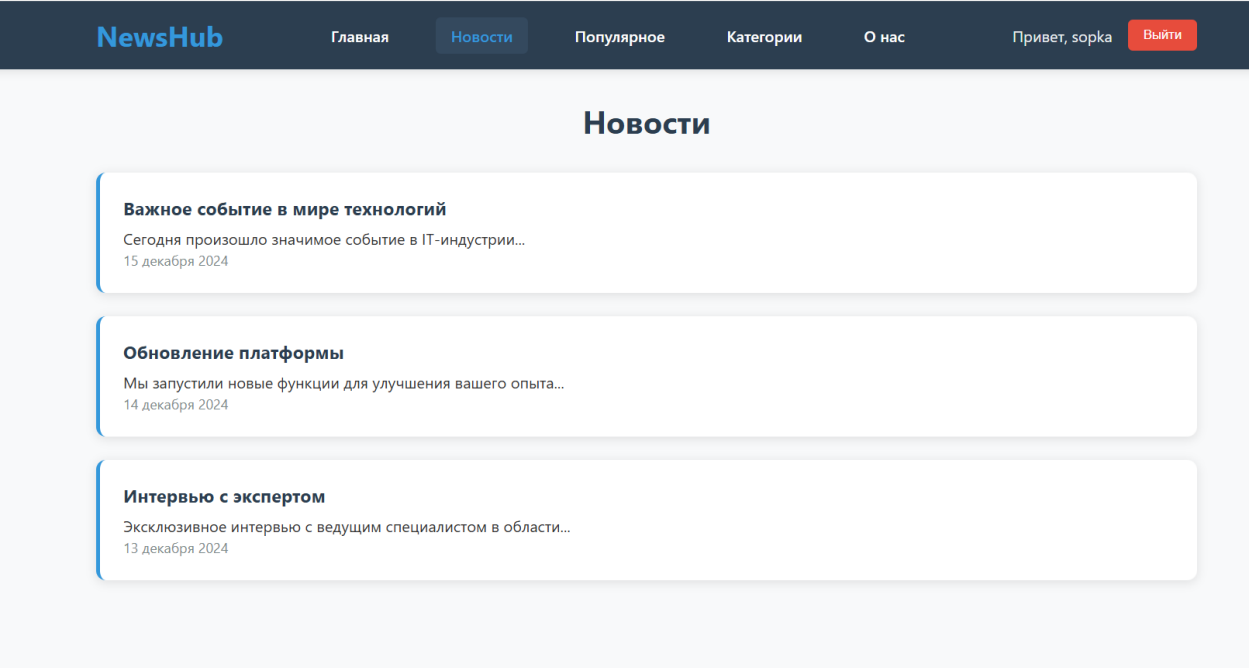 NewsHub Главная Новости Популярное Категории О нас Привет, sopka Выйти
Новости
Важное событие в мире технологий
Сегодня произошло значимое событие в IT-индустрии...
15 декабря 2024
Обновление платформы
Мы запустили новые функции для улучшения вашего опыта...
14 декабря 2024
Интервью с экспертом
Эксклюзивное интервью с ведущим специалистом в области...
13 декабря 2024